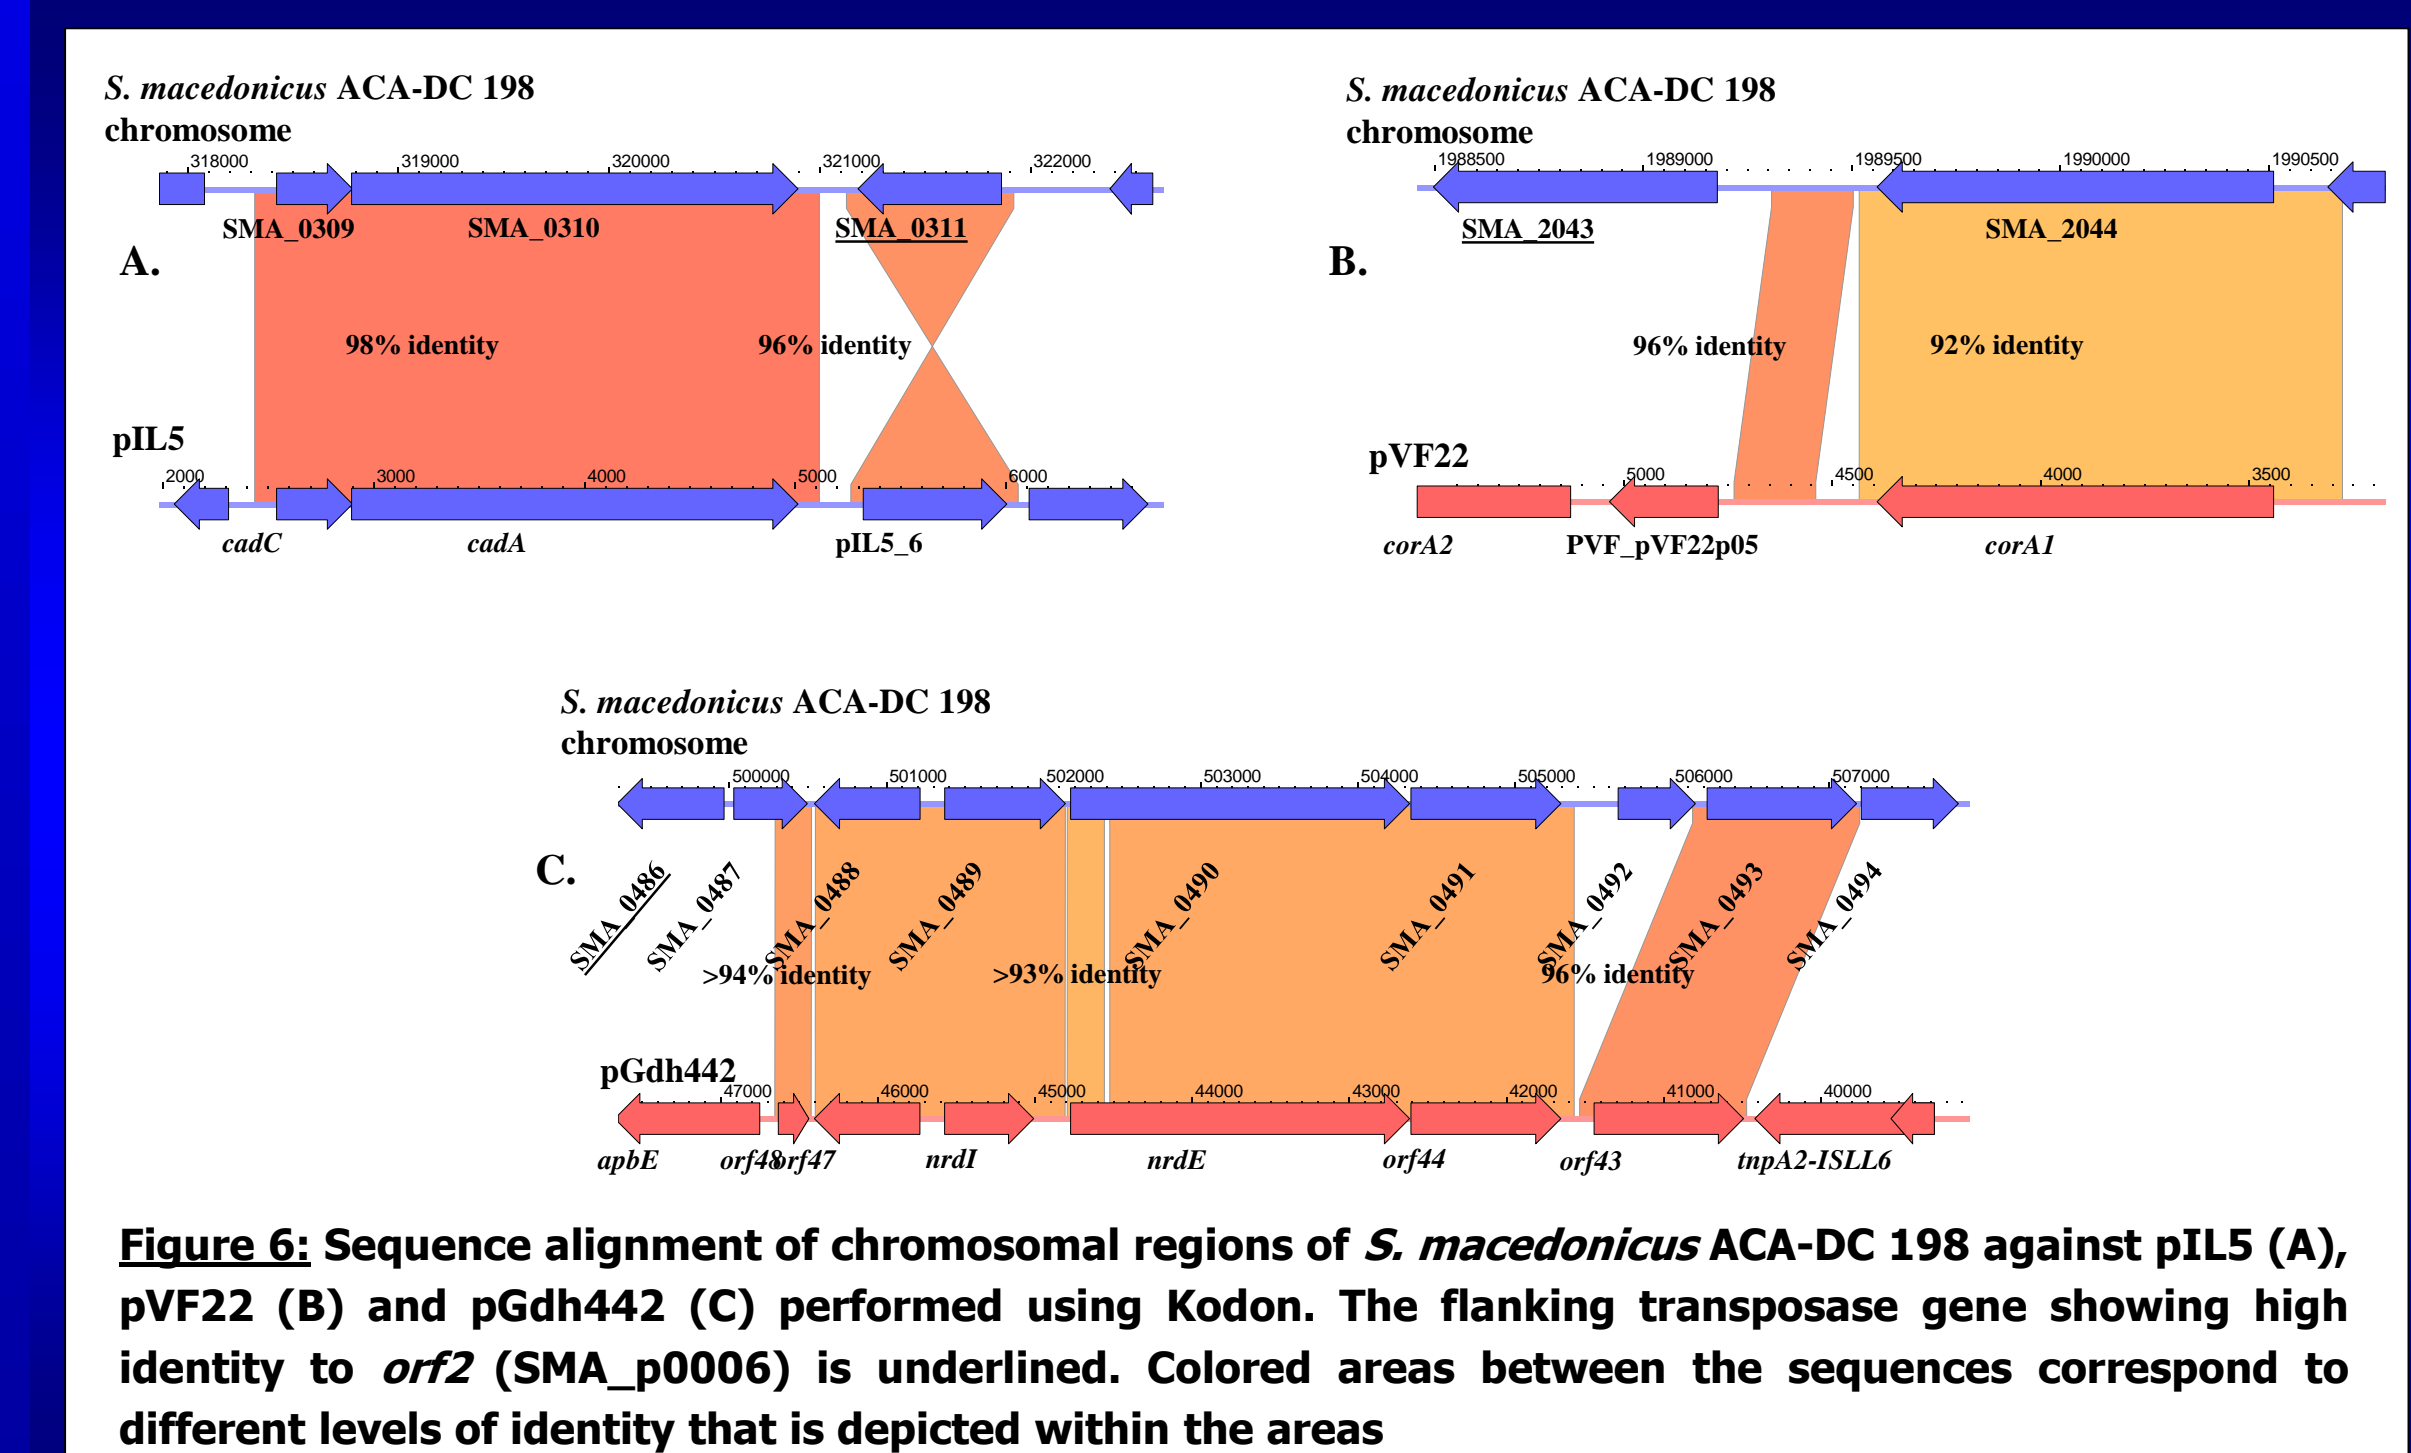 S. macedonicus ACA-DC 198
chromosome
318000 319000 320000 321000 322000
SMA_0309 SMA_0310 SMA_0311
A.
98% identity 96% identity
pIL5
2000 3000 4000 5000 6000
cadC cadA pIL5_6
S. macedonicus ACA-DC 198
chromosome
1988500 1989000 1989500 1990000 1990500
SMA_2043 SMA_2044
B.
96% identity 92% identity
pVF22
5000 4500 4000 3500
corA2 PVF_pVF22p05 corA1
S. macedonicus ACA-DC 198
chromosome
500000 501000 502000 503000 504000 505000 506000 507000
C.
SMA_0486 SMA_0487 SMA_0488 SMA_0489 SMA_0490 SMA_0491 SMA_0492 SMA_0493 SMA_0494
>94% identity >93% identity 96% identity
pGdh442
47000 46000 45000 44000 43000 42000 41000 40000
apbE orf48 orf47 nrdI nrdE orf44 orf43 tnpA2-ISLL6
Figure 6: Sequence alignment of chromosomal regions of S. macedonicus ACA-DC 198 against pIL5 (A),
pVF22 (B) and pGdh442 (C) performed using Kodon. The flanking transposase gene showing high
identity to orf2 (SMA_p0006) is underlined. Colored areas between the sequences correspond to
different levels of identity that is depicted within the areas